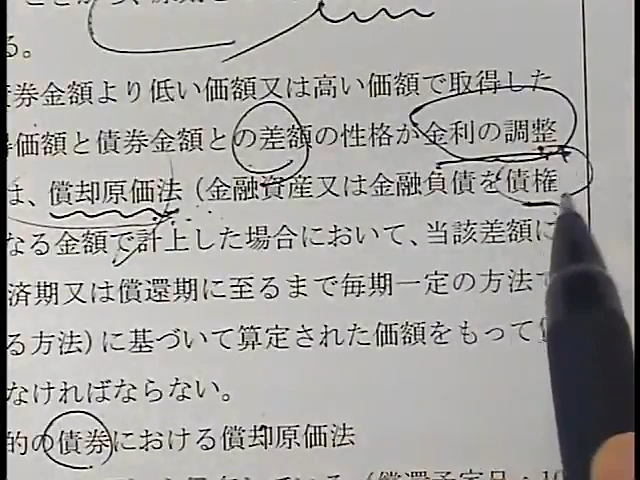 る。
券金額より低い価額又は高い価額で取得した
価額と債券金額との差額の性格が金利の調整
は、償却原価法（金融資産又は金融負債を債権
なる金額で計上した場合において、当該差額に
済期又は償還期に至るまで毎期一定の方法で
る方法）に基づいて算定された価額をもって
なければならない。
的の債券における償却原価法
（償還予定日：10